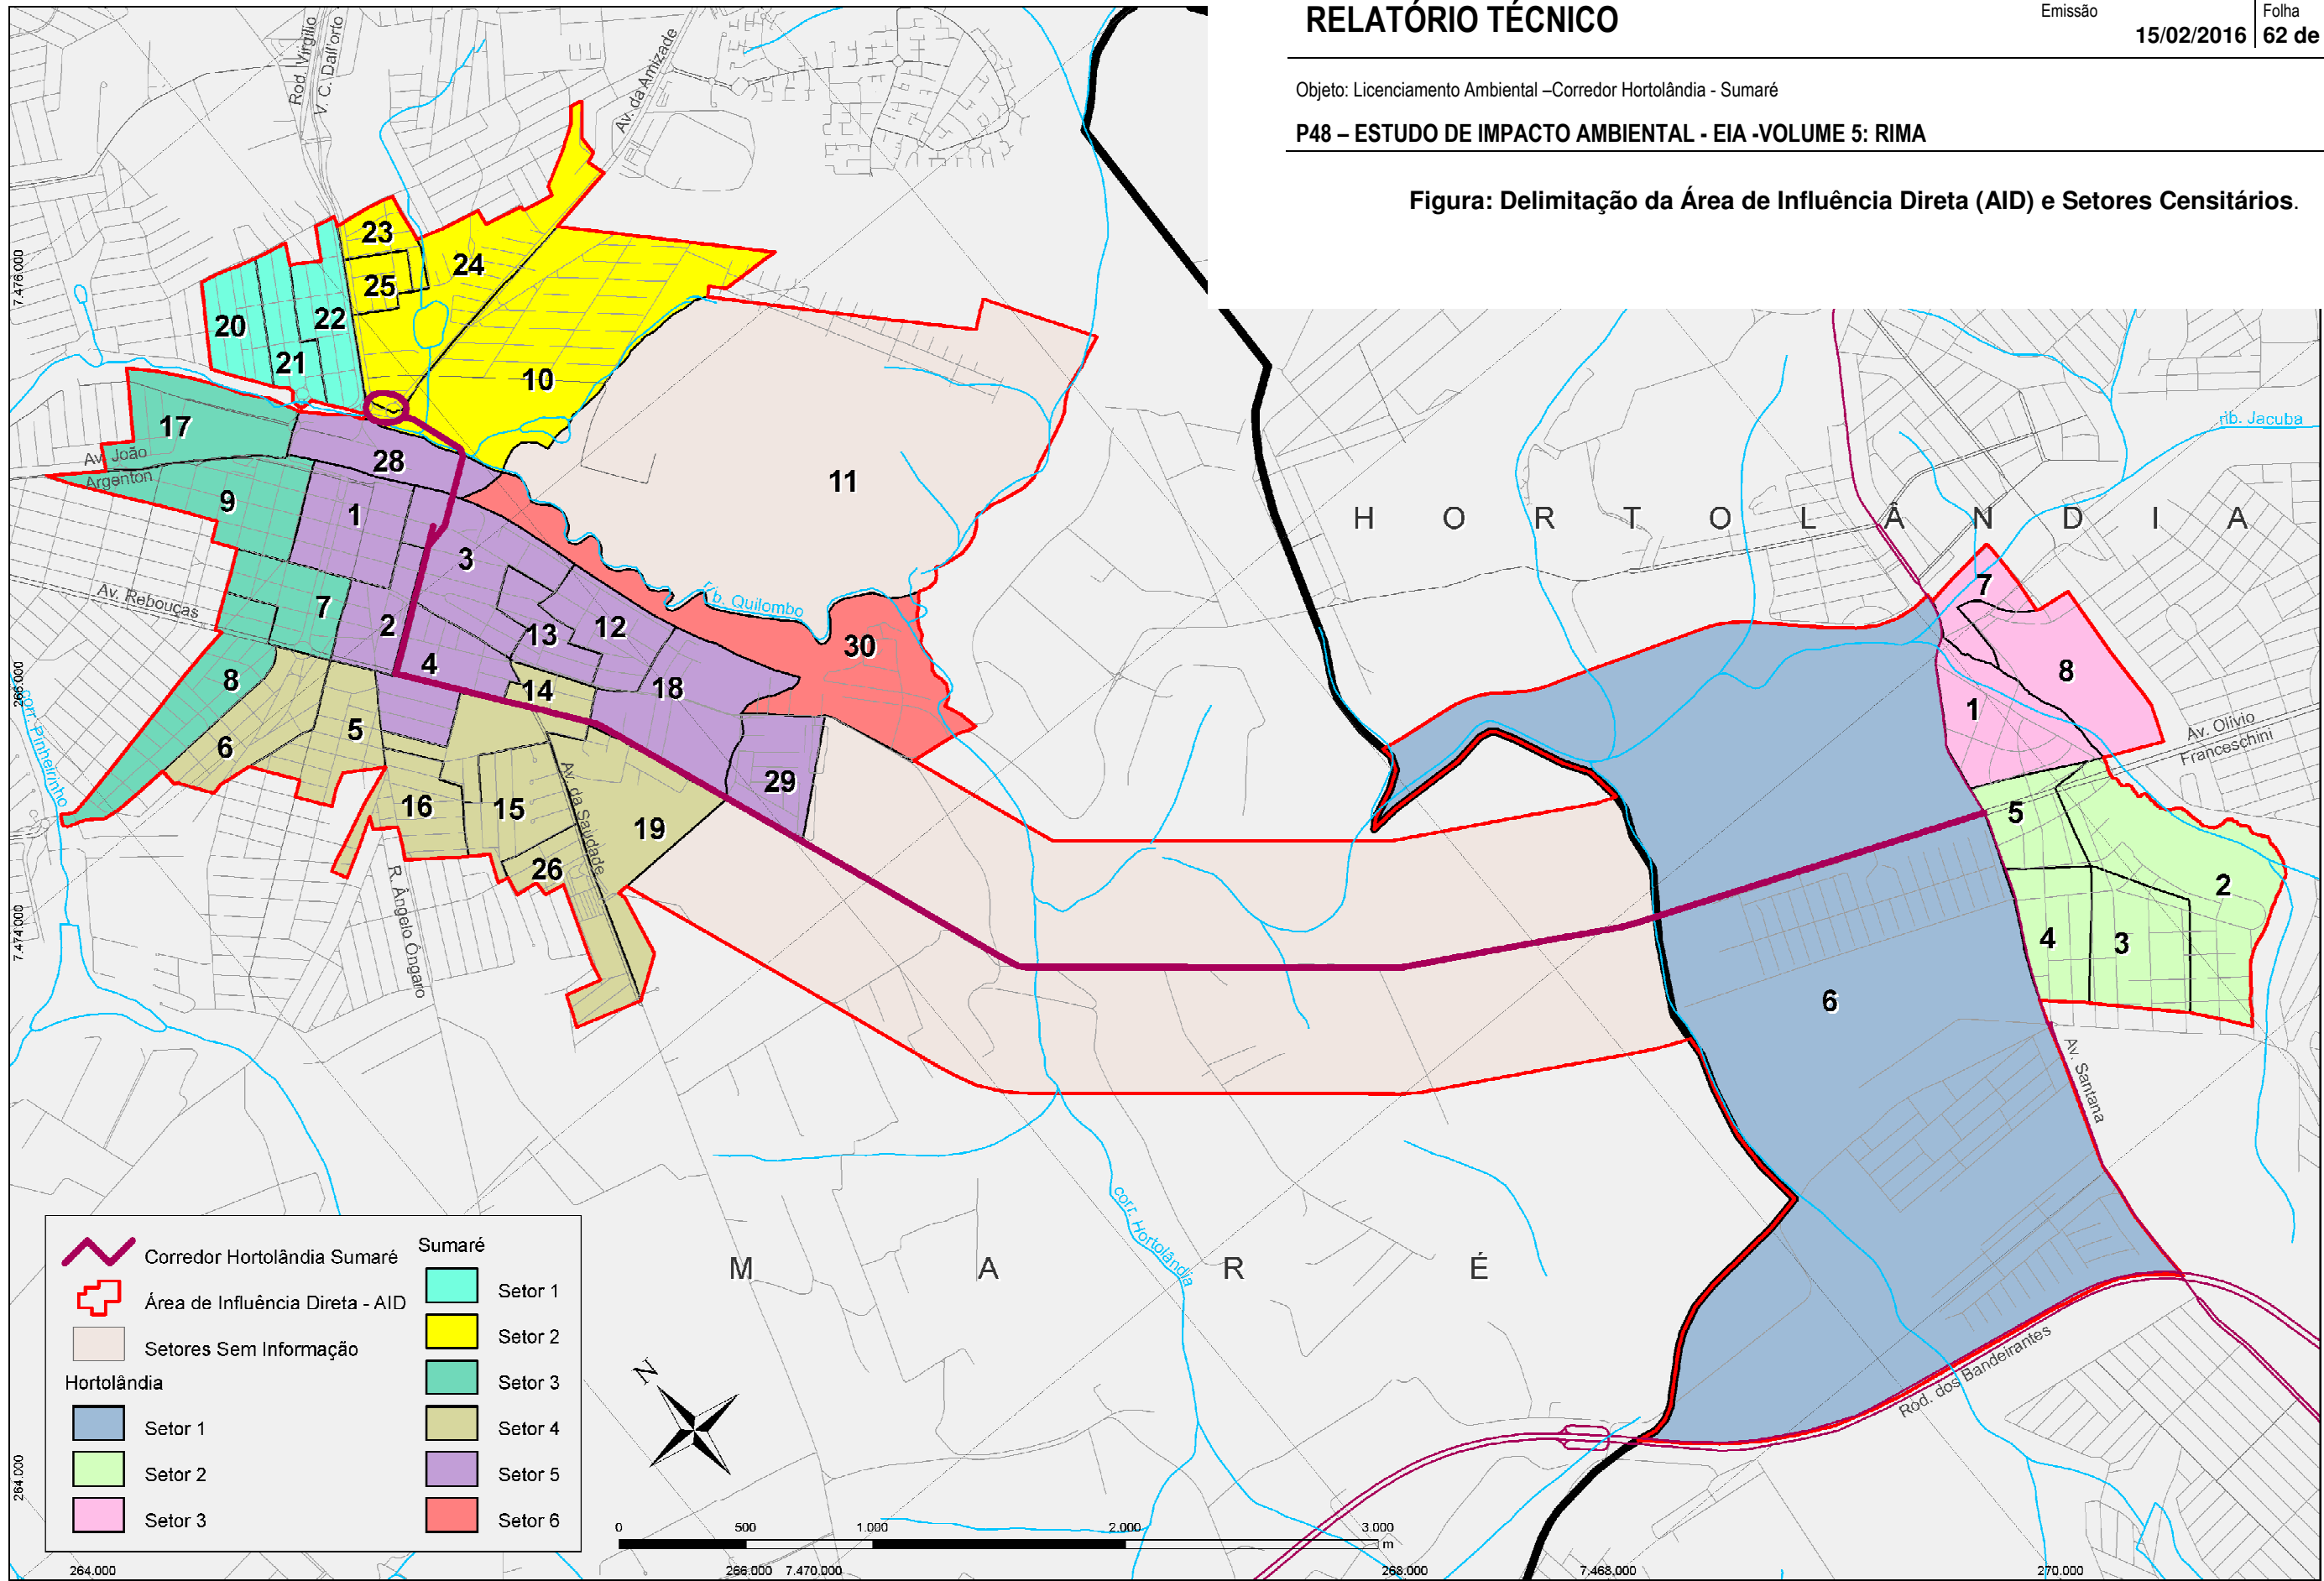 RELATÓRIO TÉCNICO
Emissão
15/02/2016
Folha
62 de
Objeto: Licenciamento Ambiental –Corredor Hortolândia - Sumaré
P48 – ESTUDO DE IMPACTO AMBIENTAL - EIA -VOLUME 5: RIMA
Figura: Delimitação da Área de Influência Direta (AID) e Setores Censitários.
Rod. Virgílio
V. C. Dall'orto
Av. da Amizade
7.476.000
23
24
25
20
22
21
10
17
Av. João
Argenton
28
9
1
11
3
rib. Jacuba
H O R T O L Â N D I A
Av. Rebouças
7
2
13
12
rib. Quilombo
30
7
8
4
14
18
8
1
266.000
corr. Pinheirinho
6
5
29
Av. Olívio
Franceschini
16
15
19
Av. da Saudade
26
5
2
R. Ângelo Ôngaro
7.474.000
4
3
6
Av. Santana
corr. Hortolândia
M A R É
Rod. dos Bandeirantes
Corredor Hortolândia Sumaré
Área de Influência Direta - AID
Setores Sem Informação
Hortolândia
Setor 1
Setor 2
Setor 3
Sumaré
Setor 1
Setor 2
Setor 3
Setor 4
Setor 5
Setor 6
N
0 500 1.000 2.000 3.000
m
264.000
264.000
266.000
7.470.000
268.000
7.468.000
270.000